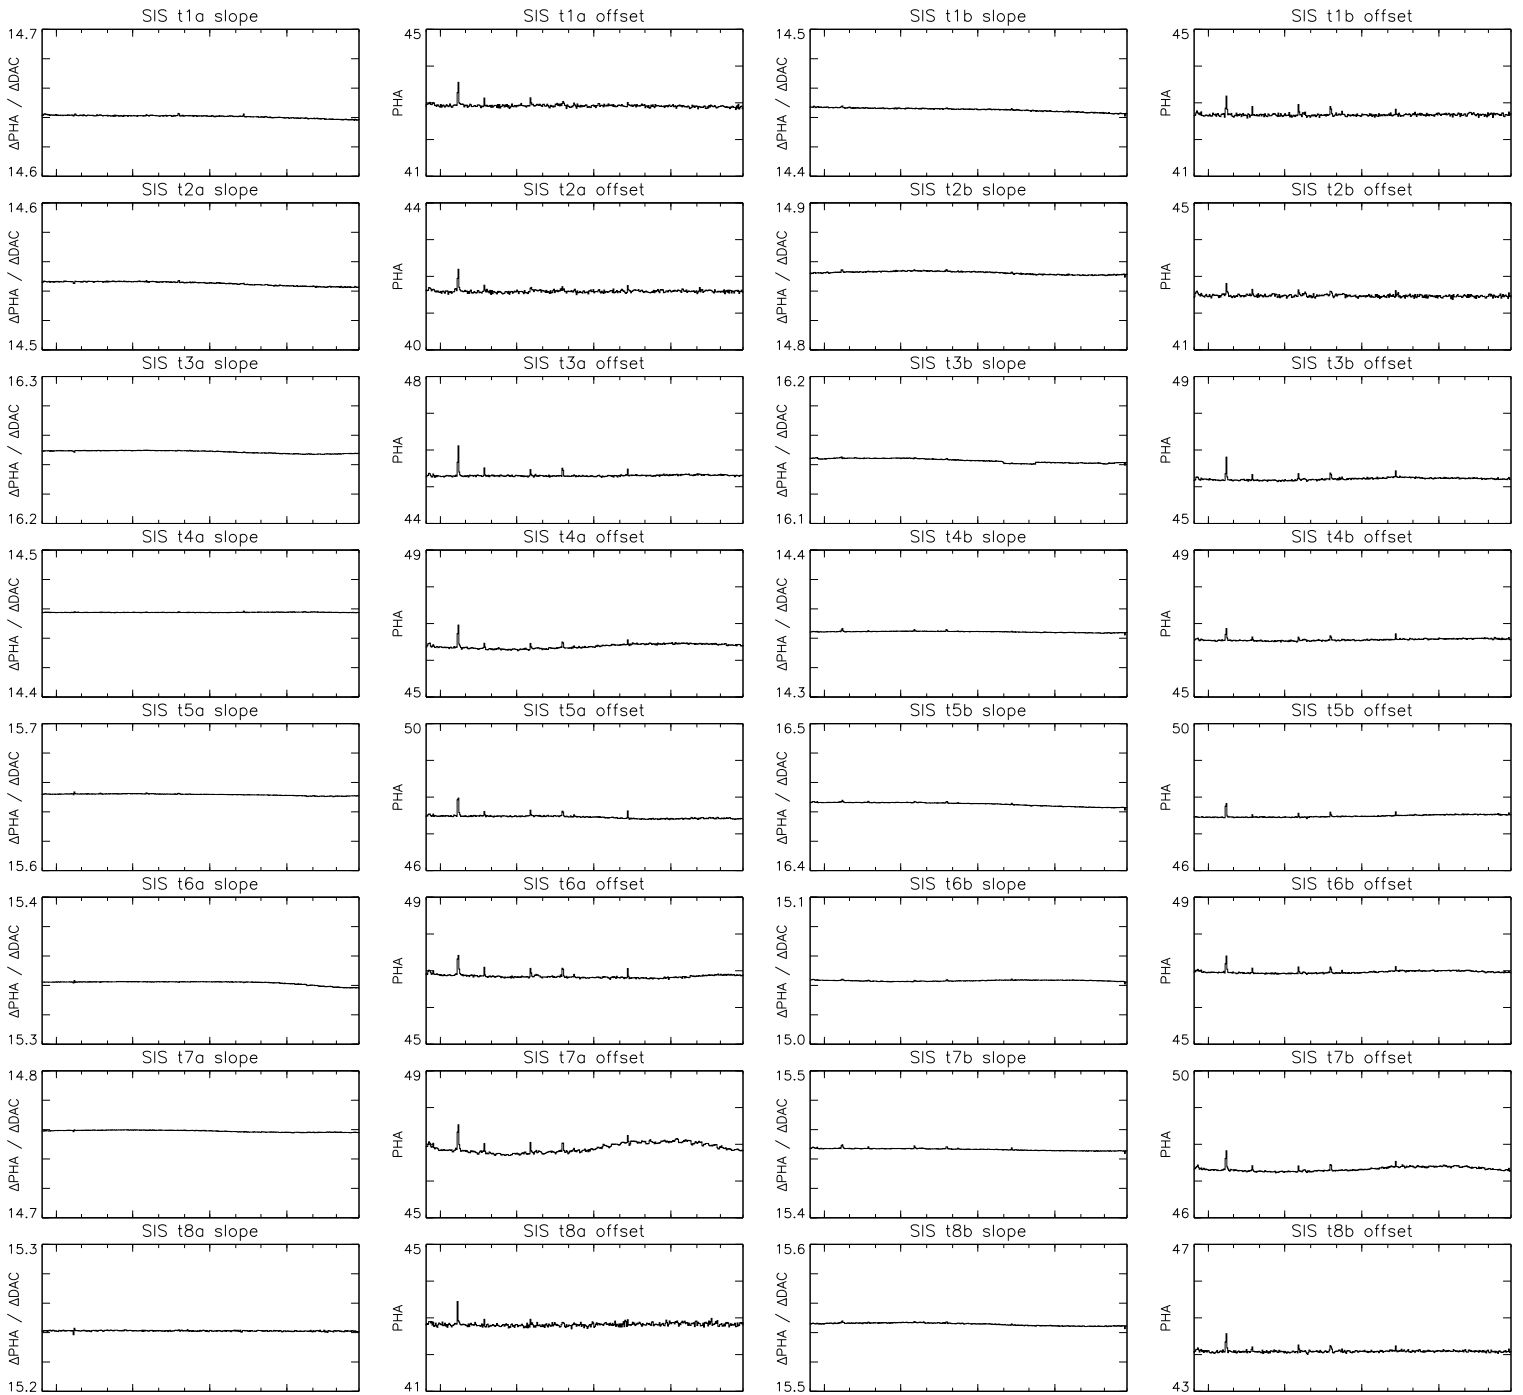 SIS t1a slope SIS t1a offset SIS t1b slope SIS t1b offset
14.7 45 14.5 45
ΔPHA / ΔDAC PHA ΔPHA / ΔDAC PHA
14.6 41 14.4 41
SIS t2a slope SIS t2a offset SIS t2b slope SIS t2b offset
14.6 44 14.9 45
ΔPHA / ΔDAC PHA ΔPHA / ΔDAC PHA
14.5 40 14.8 41
SIS t3a slope SIS t3a offset SIS t3b slope SIS t3b offset
16.3 48 16.2 49
ΔPHA / ΔDAC PHA ΔPHA / ΔDAC PHA
16.2 44 16.1 45
SIS t4a slope SIS t4a offset SIS t4b slope SIS t4b offset
14.5 49 14.4 49
ΔPHA / ΔDAC PHA ΔPHA / ΔDAC PHA
14.4 45 14.3 45
SIS t5a slope SIS t5a offset SIS t5b slope SIS t5b offset
15.7 50 16.5 50
ΔPHA / ΔDAC PHA ΔPHA / ΔDAC PHA
15.6 46 16.4 46
SIS t6a slope SIS t6a offset SIS t6b slope SIS t6b offset
15.4 49 15.1 49
ΔPHA / ΔDAC PHA ΔPHA / ΔDAC PHA
15.3 45 15.0 45
SIS t7a slope SIS t7a offset SIS t7b slope SIS t7b offset
14.8 49 15.5 50
ΔPHA / ΔDAC PHA ΔPHA / ΔDAC PHA
14.7 45 15.4 46
SIS t8a slope SIS t8a offset SIS t8b slope SIS t8b offset
15.3 45 15.6 47
ΔPHA / ΔDAC PHA ΔPHA / ΔDAC PHA
15.2 41 15.5 43